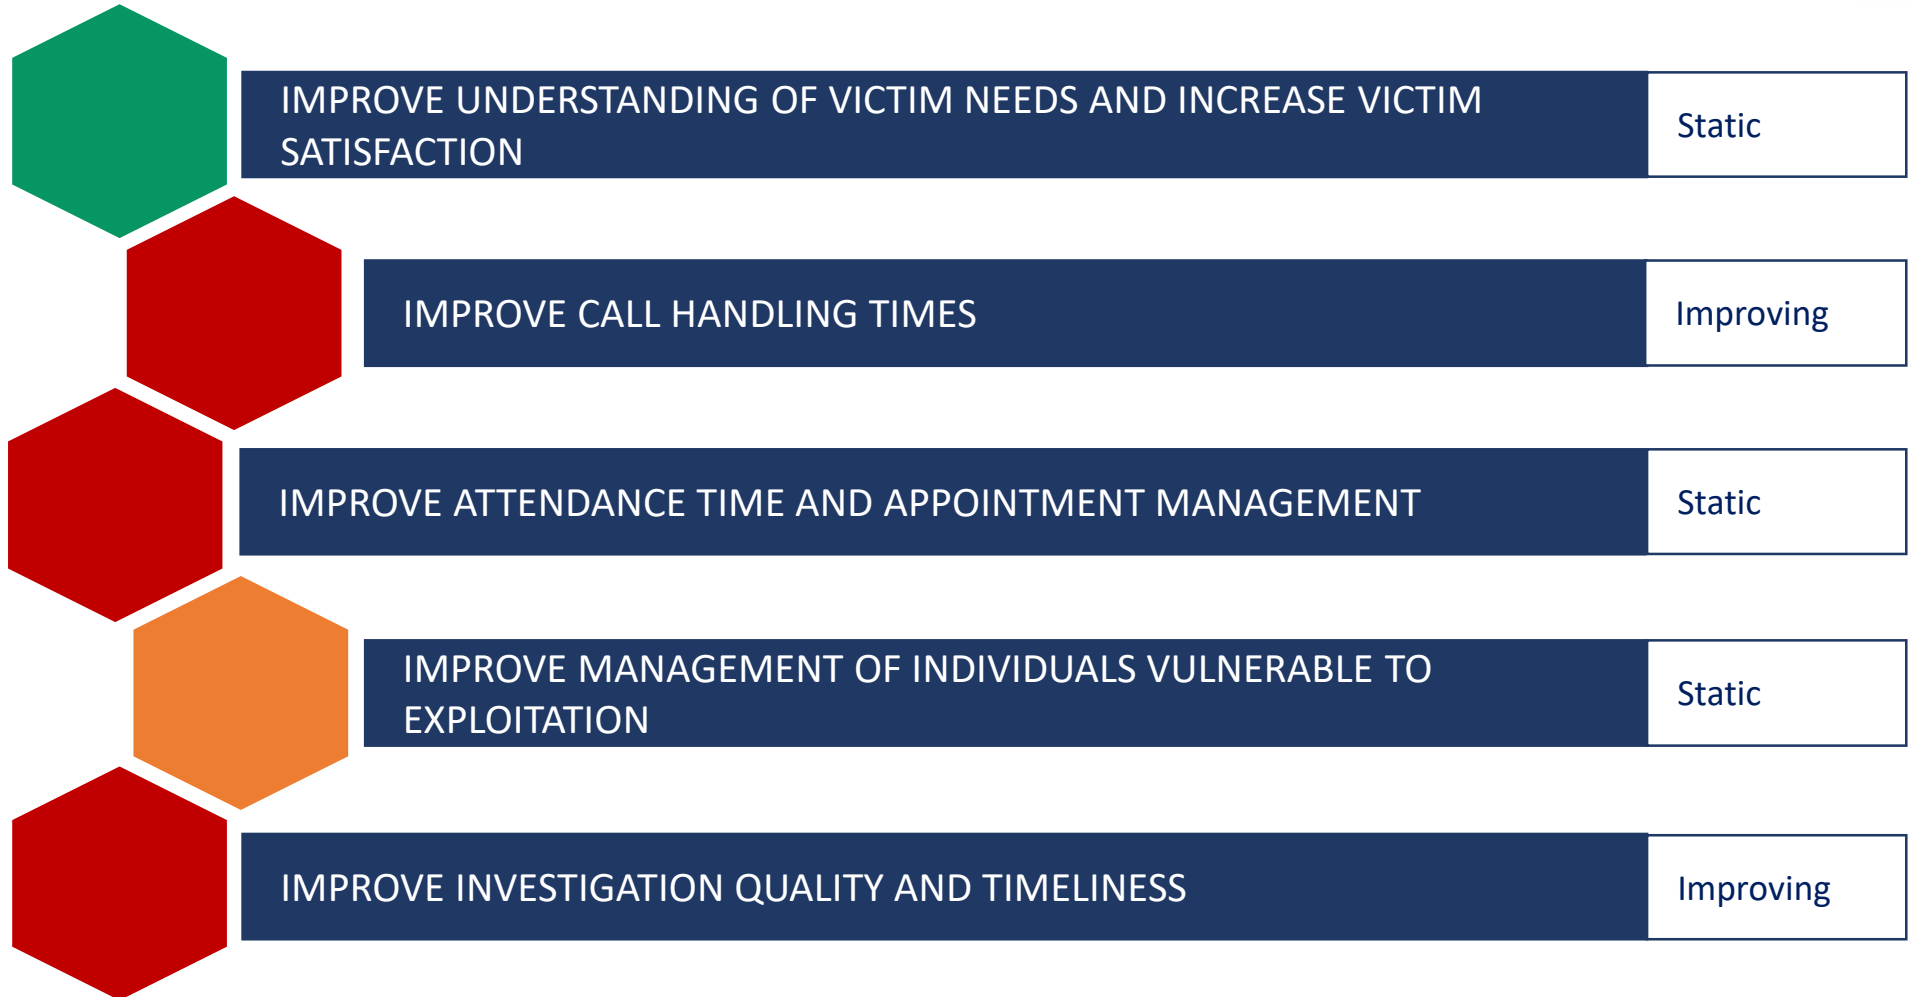 IMPROVE UNDERSTANDING OF VICTIM NEEDS AND INCREASE VICTIM
SATISFACTION
Static
IMPROVE CALL HANDLING TIMES
Improving
IMPROVE ATTENDANCE TIME AND APPOINTMENT MANAGEMENT
Static
IMPROVE MANAGEMENT OF INDIVIDUALS VULNERABLE TO
EXPLOITATION
Static
IMPROVE INVESTIGATION QUALITY AND TIMELINESS
Improving